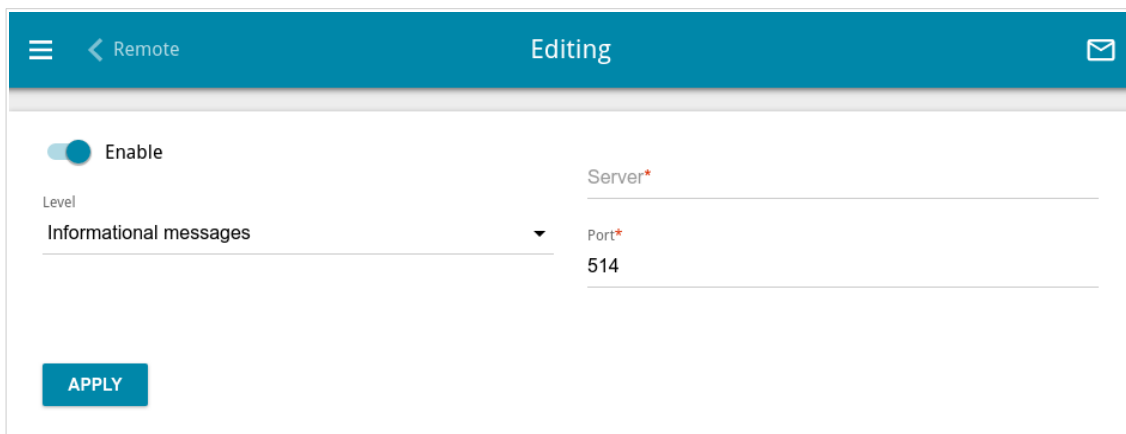 Remote
Editing
Enable
Level
Informational messages
Server*
Port*
514
APPLY